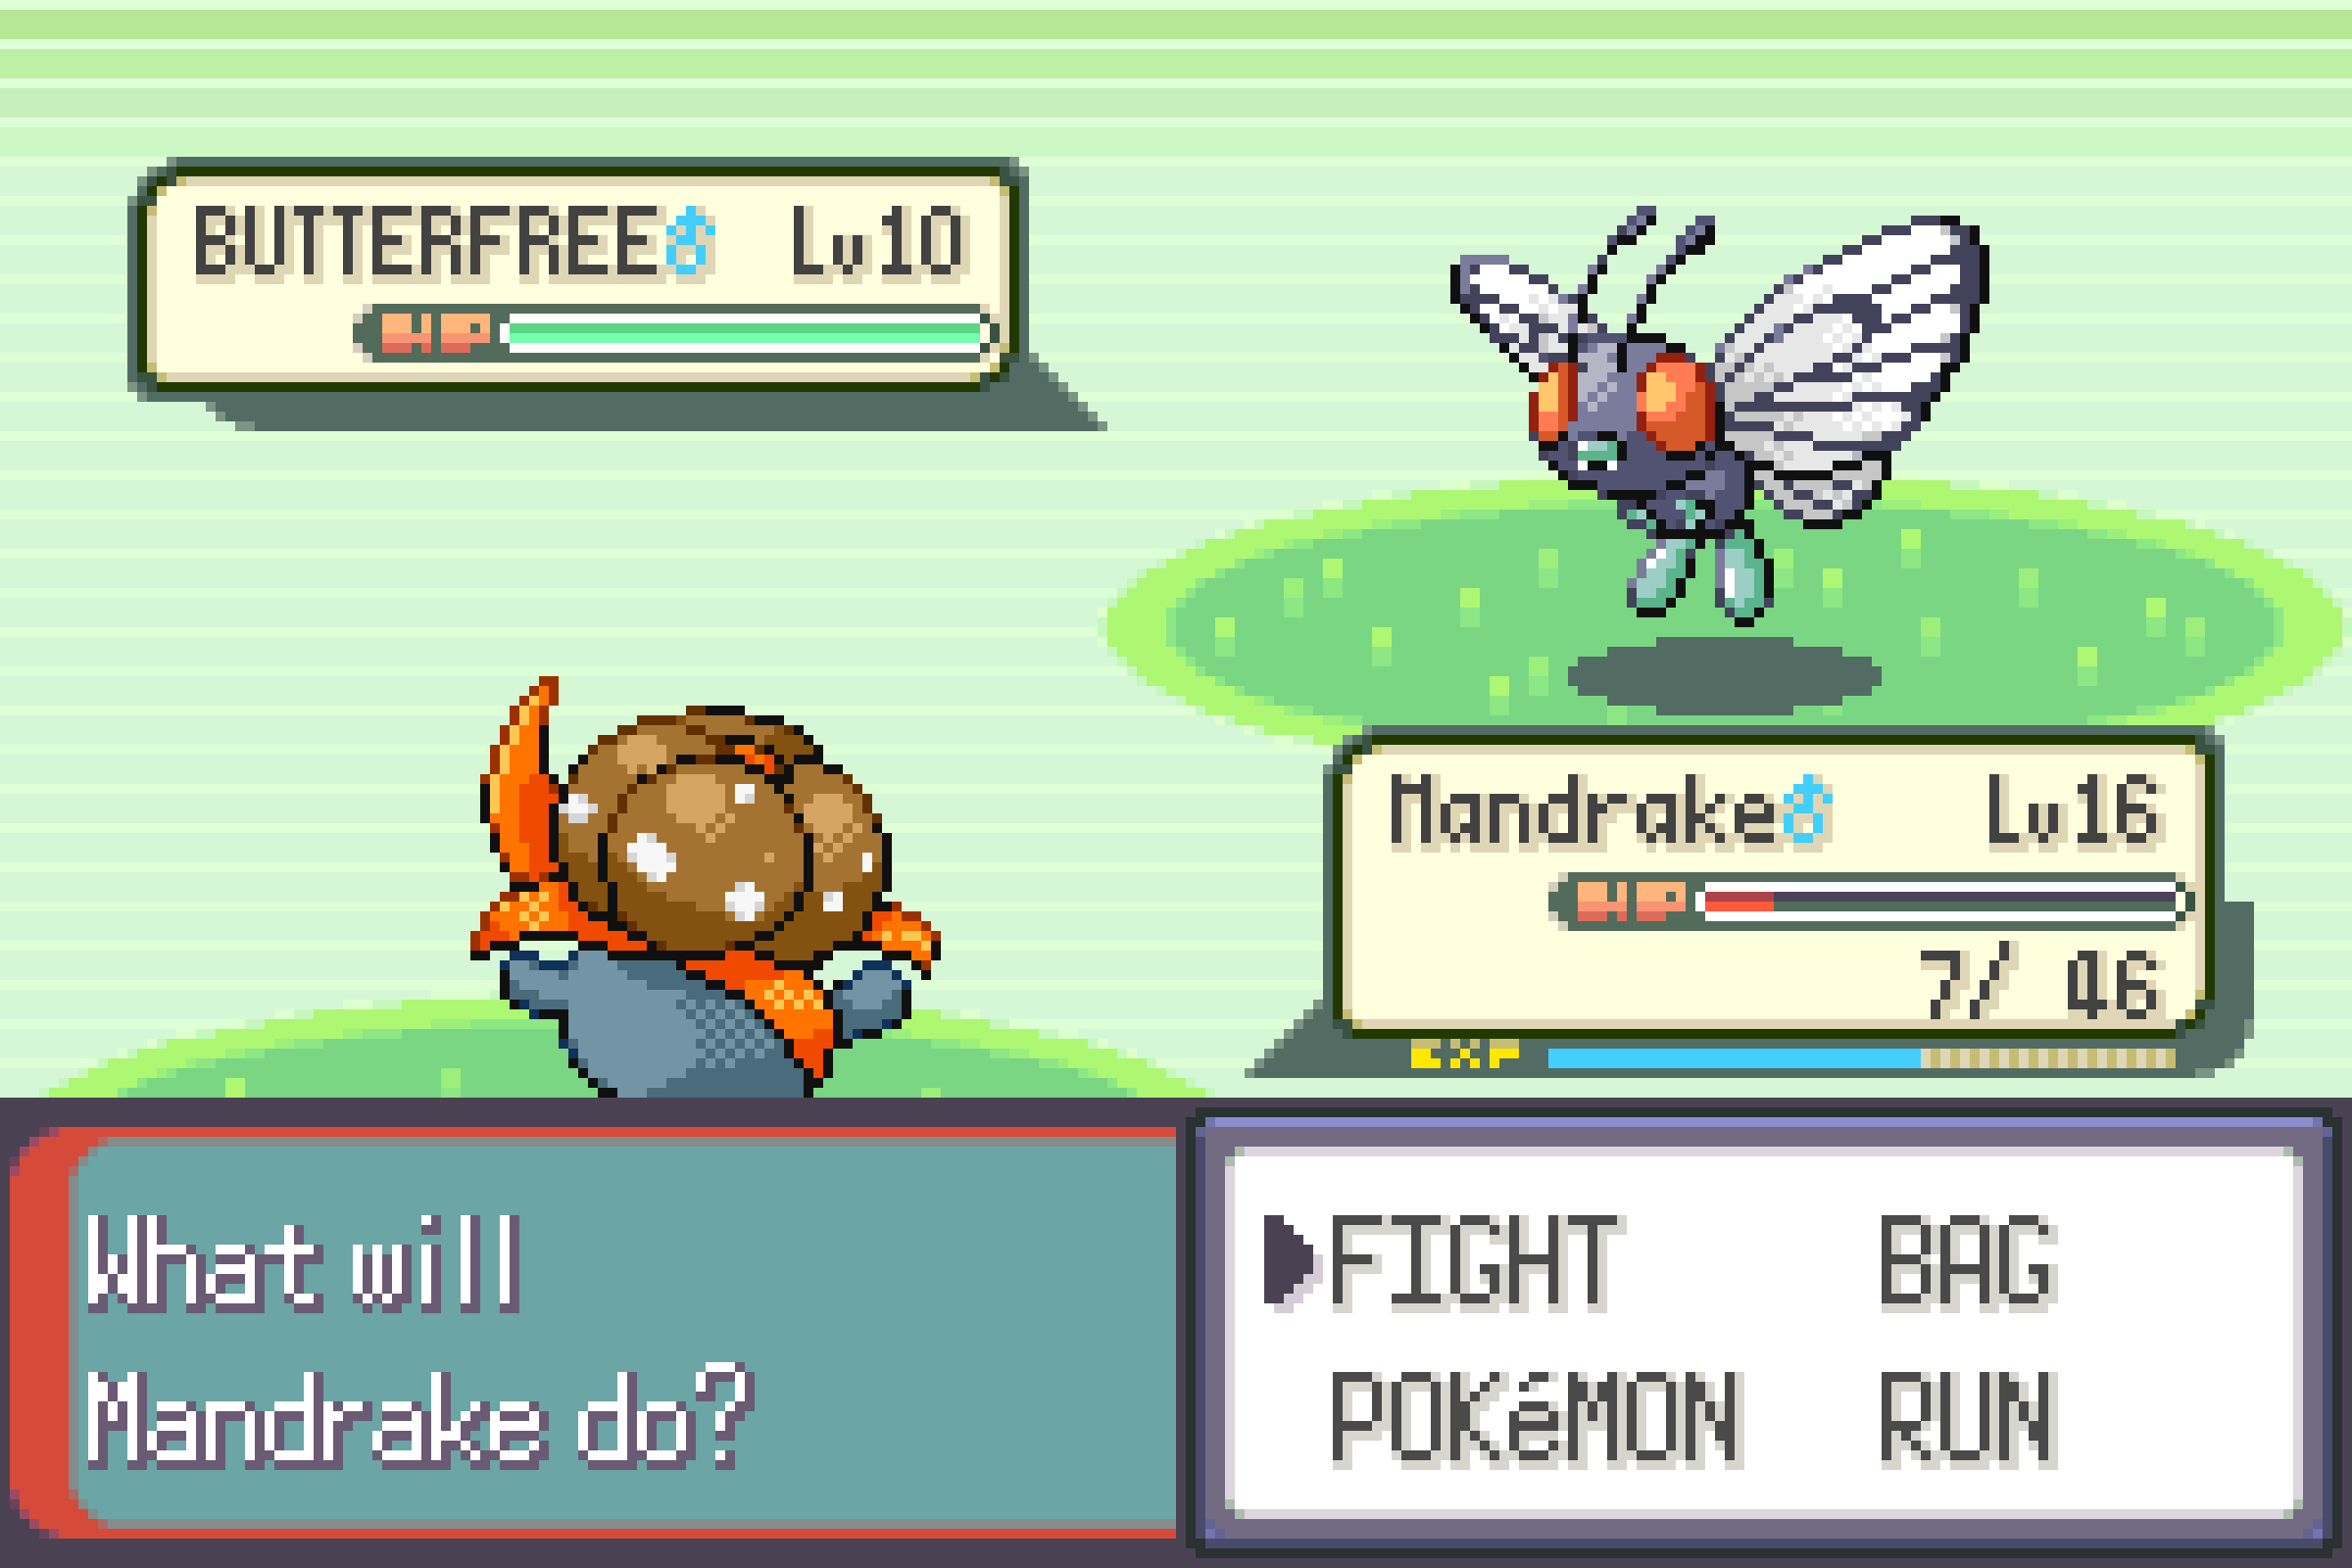 BUTTERFREE♂ Lv10
HP
Mandrake♂ Lv16
HP
7/ 46
EXP
What will
Mandrake do?
FIGHT BAG
POKéMON RUN